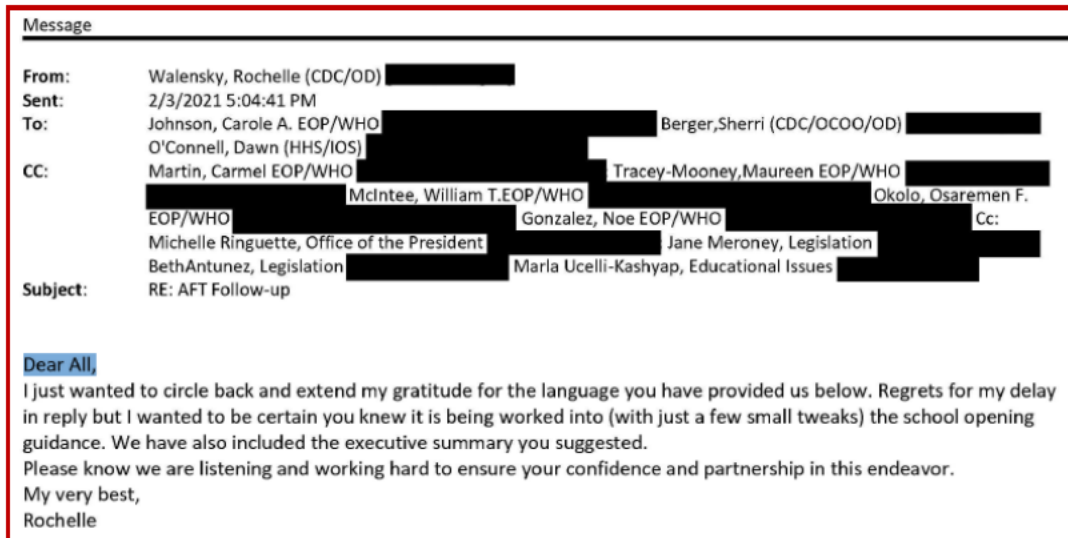 Message
From: Walensky, Rochelle (CDC/OD)
Sent: 2/3/2021 5:04:41 PM
To: Johnson, Carole A. EOP/WHO Berger,Sherri (CDC/OCOO/OD)
O'Connell, Dawn (HHS/IOS)
CC: Martin, Carmel EOP/WHO Tracey-Mooney,Maureen EOP/WHO
McIntee, William T.EOP/WHO Okolo, Osaremen F.
EOP/WHO Gonzalez, Noe EOP/WHO Cc:
Michelle Ringuette, Office of the President Jane Meroney, Legislation
BethAntunez, Legislation Marla Ucelli-Kashyap, Educational Issues
Subject: RE: AFT Follow-up
Dear All,
I just wanted to circle back and extend my gratitude for the language you have provided us below. Regrets for my delay
in reply but I wanted to be certain you knew it is being worked into (with just a few small tweaks) the school opening
guidance. We have also included the executive summary you suggested.
Please know we are listening and working hard to ensure your confidence and partnership in this endeavor.
My very best,
Rochelle